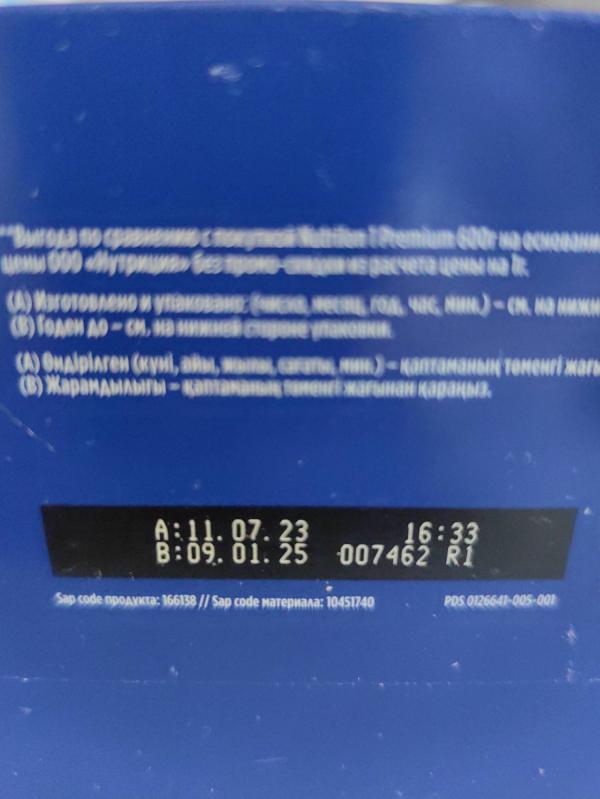 **Выгода по сравнению с покупкой Nutrilon 1 Premium 600г на основани
цены ООО «Нутриция» без промо-скидки из расчета цены на 1г.
(A) Изготовлено и упаковано: (число, месяц, год, час, мин.) – см. на нижн
(B) Годен до – см. на нижней стороне упаковки.
(A) Өндірілген (күні, айы, жылы, сағаты, мин.) – қаптаманың төменгі жағы
(B) Жарамдылығы – қаптаманың төменгі жағынан қараңыз.
A:11.07.23 16:33
B:09.01.25 007462 R1
Sap code продукта: 166138 // Sap code материала: 10451740 PDS 0126641-005-001